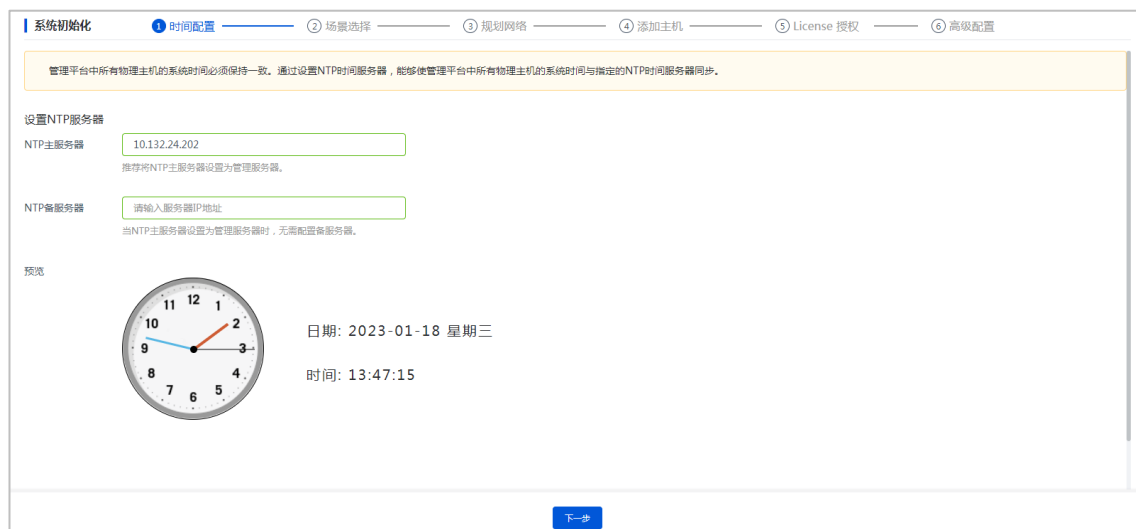 系统初始化
1 时间配置
2 场景选择
3 规划网络
4 添加主机
5 License 授权
6 高级配置
管理平台中所有物理主机的系统时间必须保持一致。通过设置NTP时间服务器，能够使管理平台中所有物理主机的系统时间与指定的NTP时间服务器同步。
设置NTP服务器
NTP主服务器
10.132.24.202
推荐将NTP主服务器设置为管理服务器。
NTP备服务器
请输入服务器IP地址
当NTP主服务器设置为管理服务器时，无需配置备服务器。
预览
12
1
2
3
4
5
6
7
8
9
10
11
日期: 2023-01-18 星期三
时间: 13:47:15
下一步